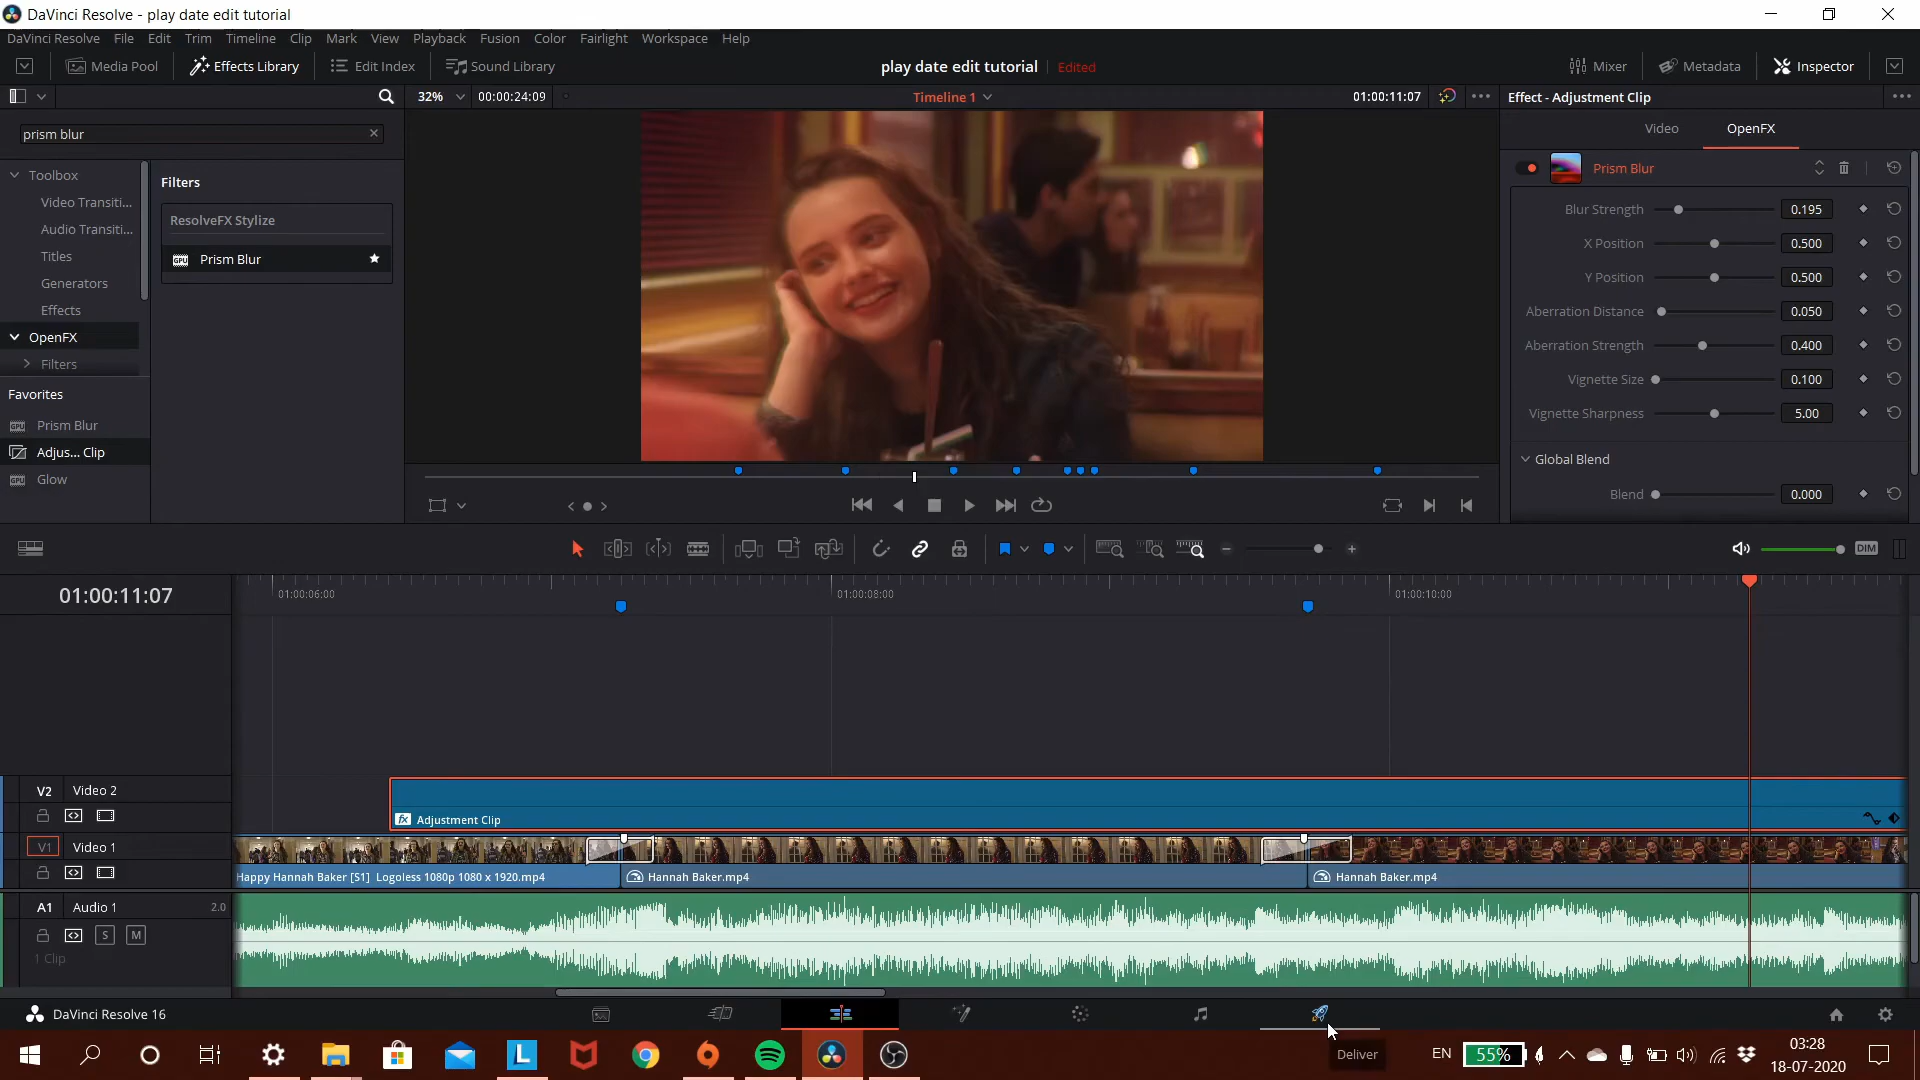 DaVinci Resolve - play date edit tutorial
DaVinci Resolve File Edit Trim Timeline Clip Mark View Playback Fusion Color Fairlight Workspace Help
Media Pool Effects Library Edit Index Sound Library play date edit tutorial Edited Mixer Metadata Inspector
32% 00:00:24:09 Timeline 1 01:00:11:07 Effect - Adjustment Clip
prism blur
Video OpenFX
Toolbox
Video Transiti...
Audio Transiti...
Titles
Generators
Effects
OpenFX
Filters
Favorites
Prism Blur
Adjus... Clip
Glow
Filters
ResolveFX Stylize
Prism Blur
Prism Blur
Blur Strength 0.195
X Position 0.500
Y Position 0.500
Aberration Distance 0.050
Aberration Strength 0.400
Vignette Size 0.100
Vignette Sharpness 5.00
Global Blend
Blend 0.000
DIM
01:00:11:07
01:00:06:00 01:00:08:00 01:00:10:00
V2 Video 2
fx Adjustment Clip
V1 Video 1
Happy Hannah Baker [S1] Logoless 1080p 1080 x 1920.mp4 Hannah Baker.mp4 Hannah Baker.mp4
A1 Audio 1 2.0
S M
1 Clip
DaVinci Resolve 16
Deliver
L
EN 55% 03:28
18-07-2020